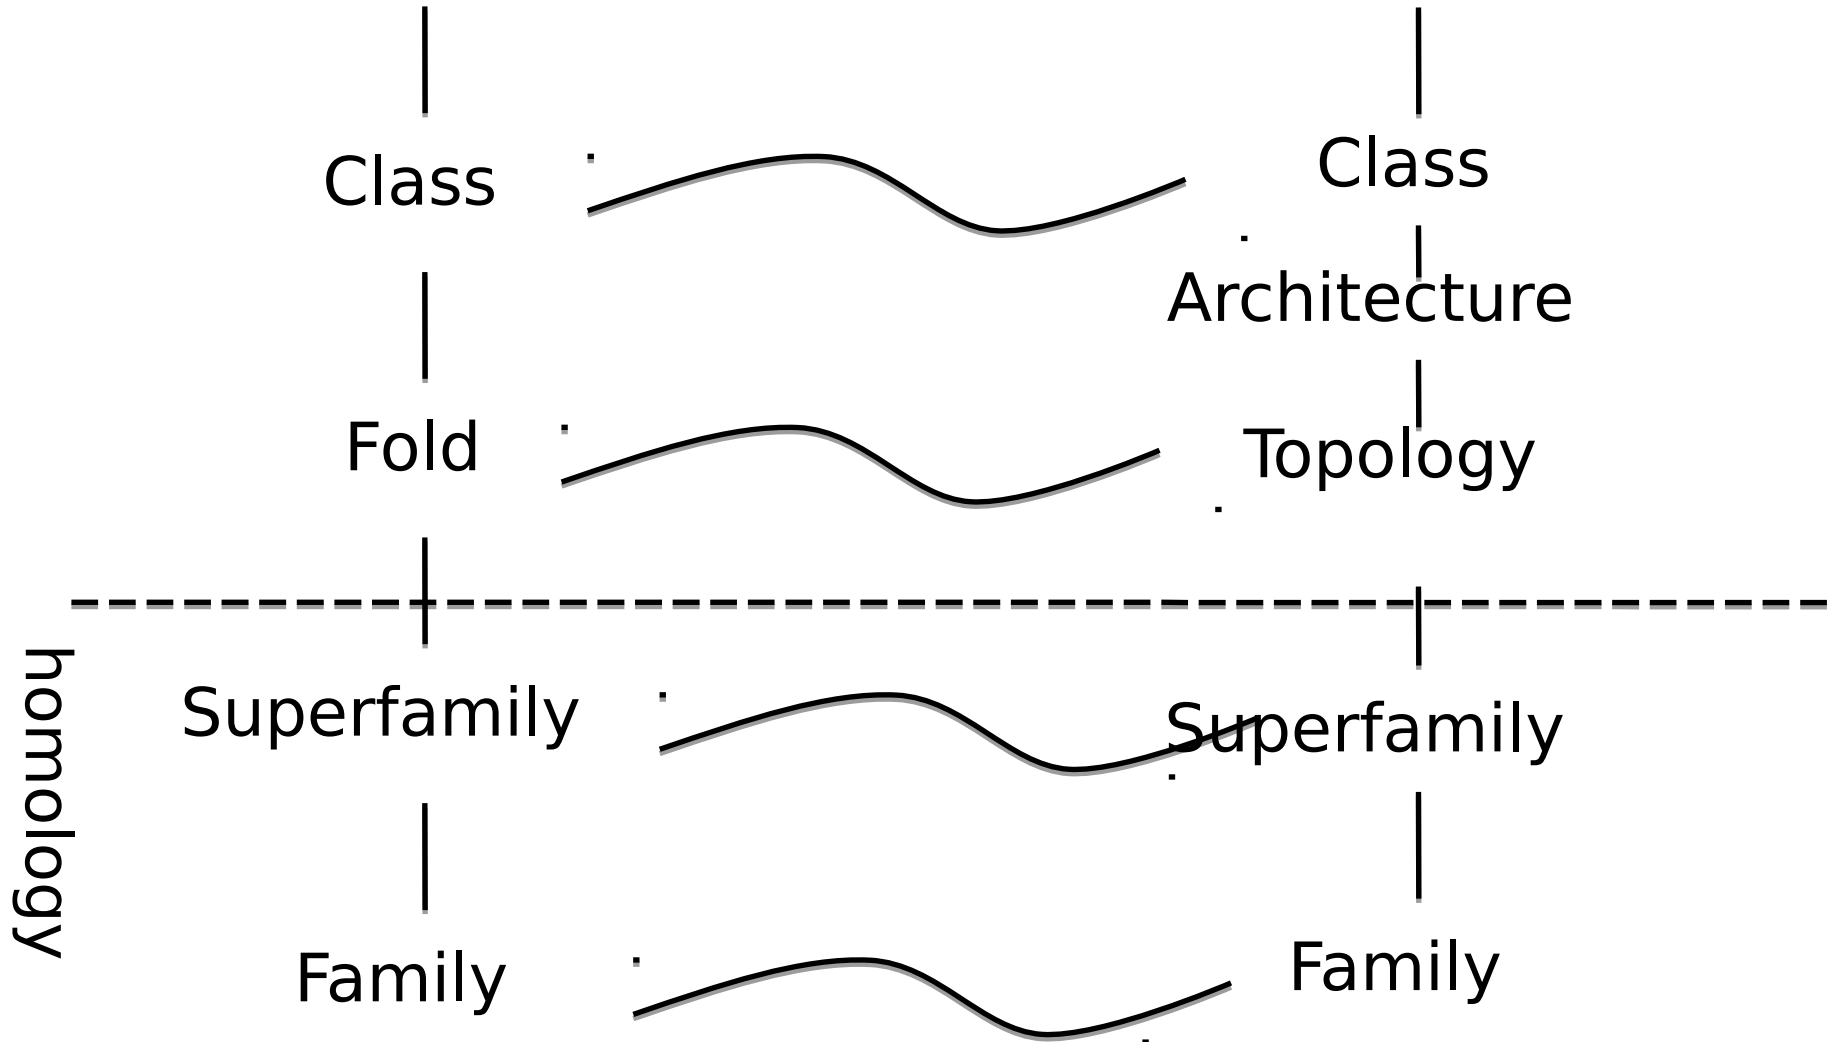 Class
Class
Architecture
Fold
Topology
homology
Superfamily
Superfamily
Family
Family